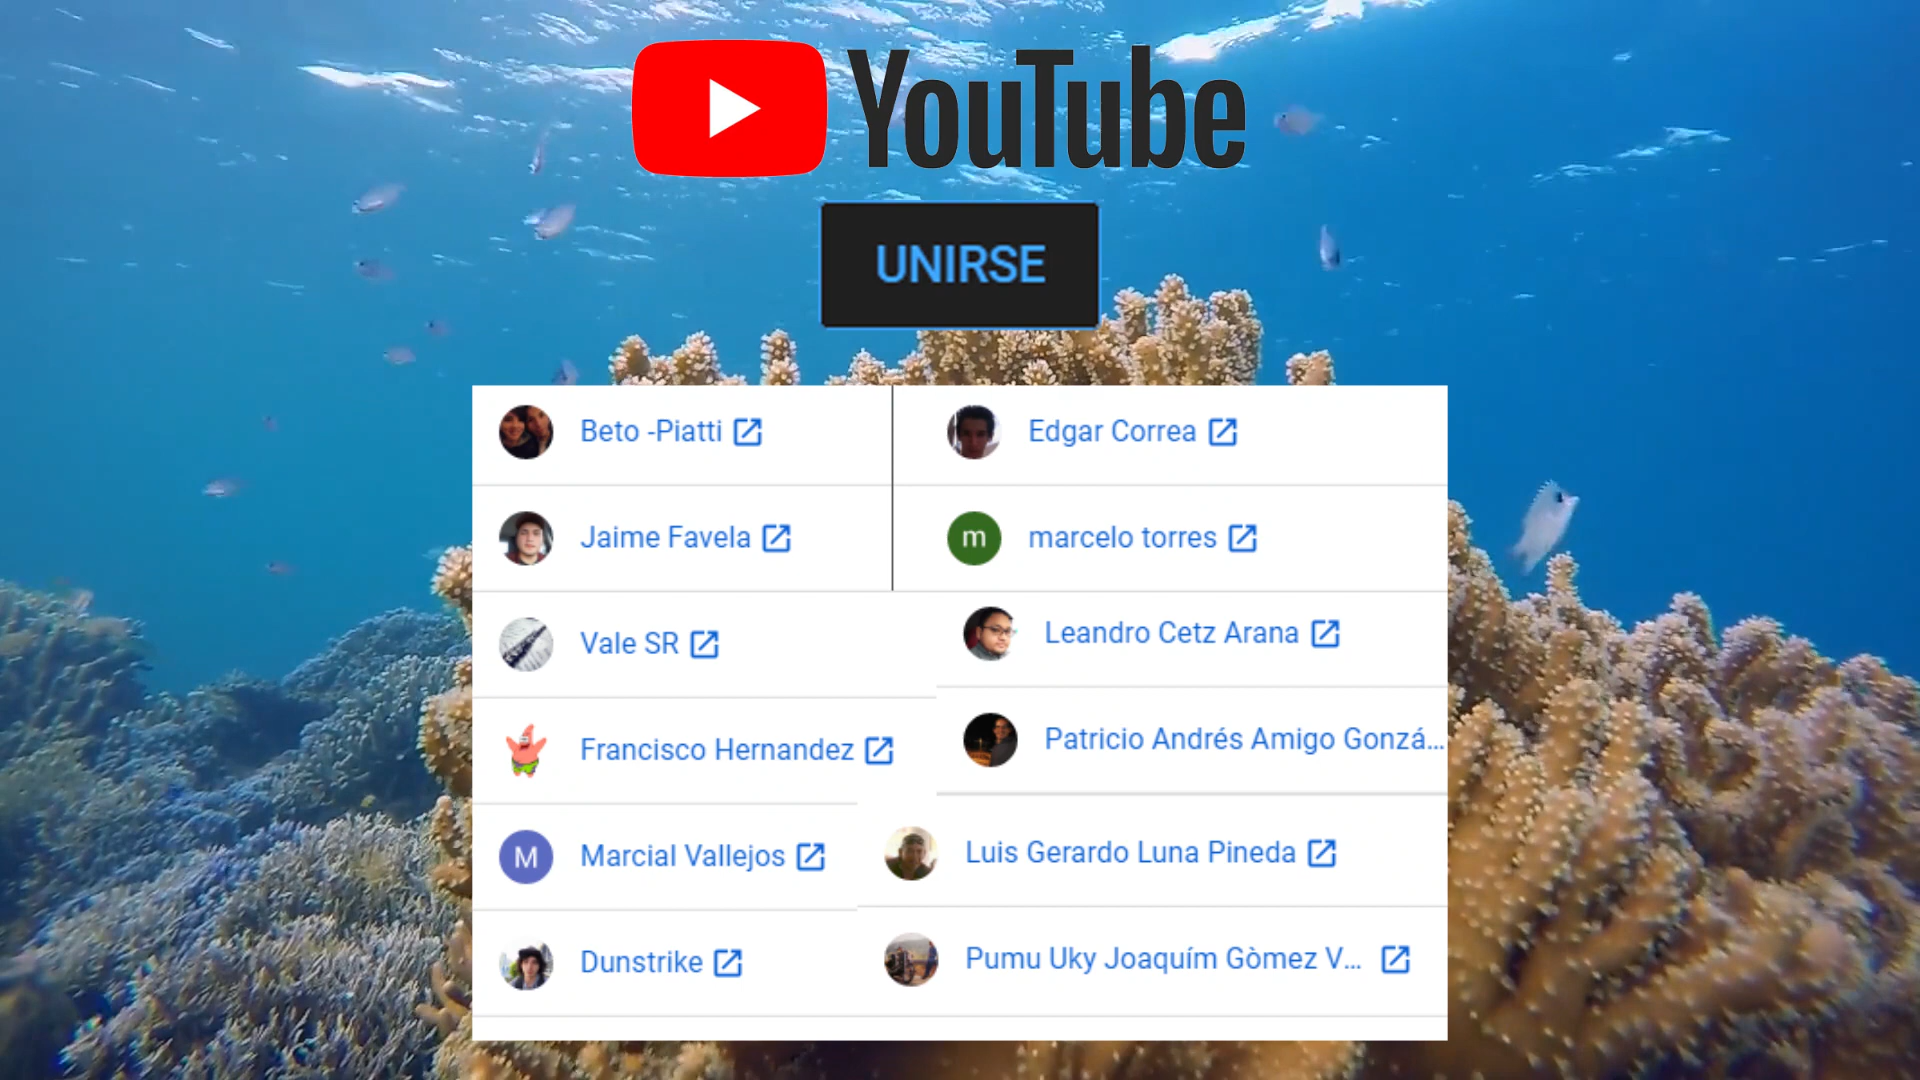 YouTube
UNIRSE
Beto -Piatti
Edgar Correa
Jaime Favela
m
marcelo torres
Vale SR
Leandro Cetz Arana
Francisco Hernandez
Patricio Andrés Amigo Gonzá...
M
Marcial Vallejos
Luis Gerardo Luna Pineda
Dunstrike
Pumu Uky Joaquím Gòmez V...